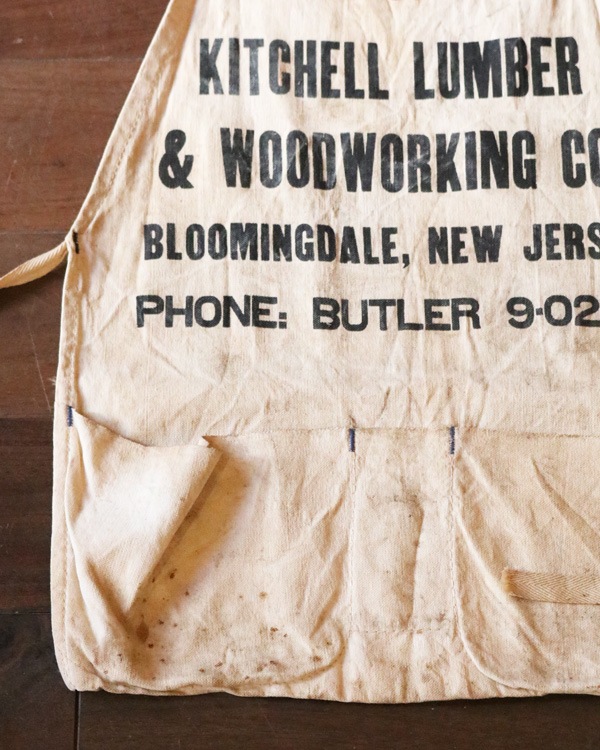 KITCHELL LUMBER
& WOODWORKING CO
BLOOMINGDALE, NEW JERS
PHONE: BUTLER 9-02